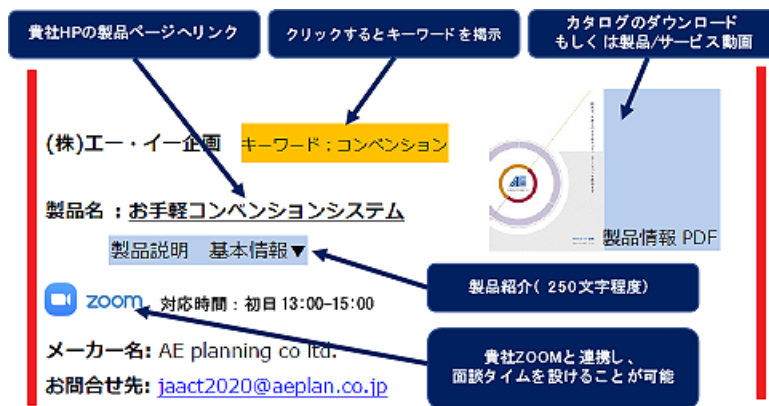 貴社HPの製品ページへリンク
クリックするとキーワードを掲示
カタログのダウンロード
もしくは製品/サービス動画
(株)エー・イー企画
キーワード:コンベンション
製品名 :お手軽コンベンションシステム
製品情報 PDF
製品説明 基本情報▼
製品紹介( 250文字程度)
zoom 対応時間:初日 13:00-15:00
メーカー名: AE planning co ltd.
貴社ZOOMと連携し、
面談タイムを設けることが可能
お問合せ先: jaact2020@aeplan.co.jp